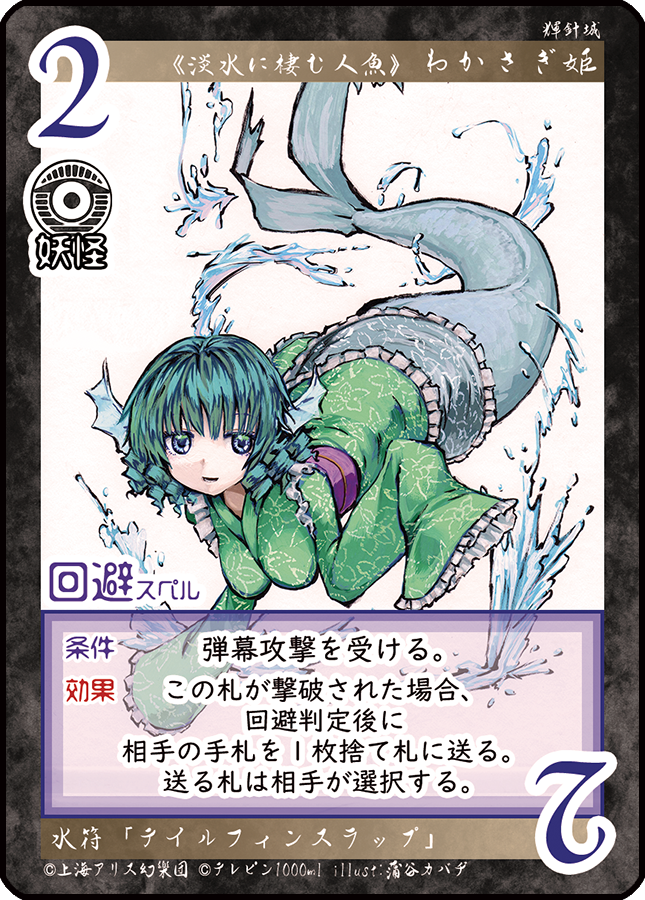 輝針城
2
《淡水に棲む人魚》 わかさぎ姫
妖怪
回避スペル
条件 弾幕攻撃を受ける。
効果 この札が撃破された場合、
回避判定後に
相手の手札を1枚捨て札に送る。
送る札は相手が選択する。
2
水符「テイルフィンスラップ」
©上海アリス幻樂団 ©テレピン1000ml illust:蒲谷カバヂ